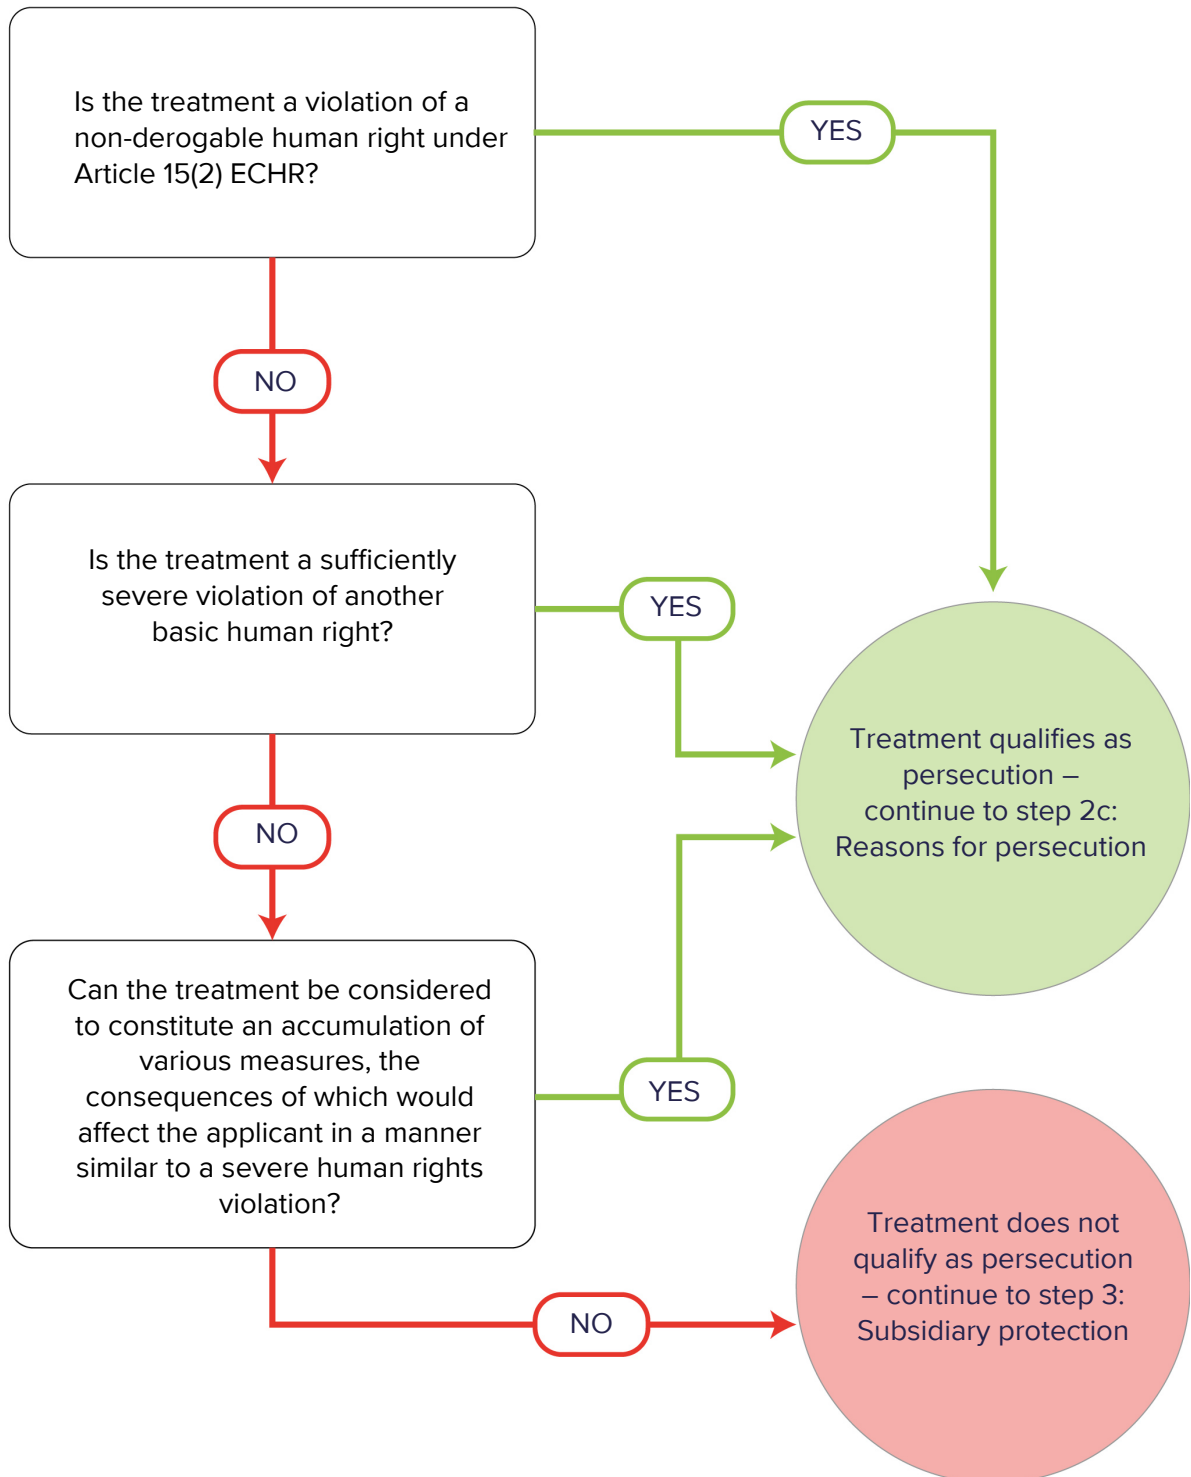 Is the treatment a violation of a
non-derogable human right under
Article 15(2) ECHR?
YES
NO
Is the treatment a sufficiently
severe violation of another
basic human right?
YES
Treatment qualifies as
persecution –
continue to step 2c:
Reasons for persecution
NO
Can the treatment be considered
to constitute an accumulation of
various measures, the
consequences of which would
affect the applicant in a manner
similar to a severe human rights
violation?
YES
NO
Treatment does not
qualify as persecution
– continue to step 3:
Subsidiary protection